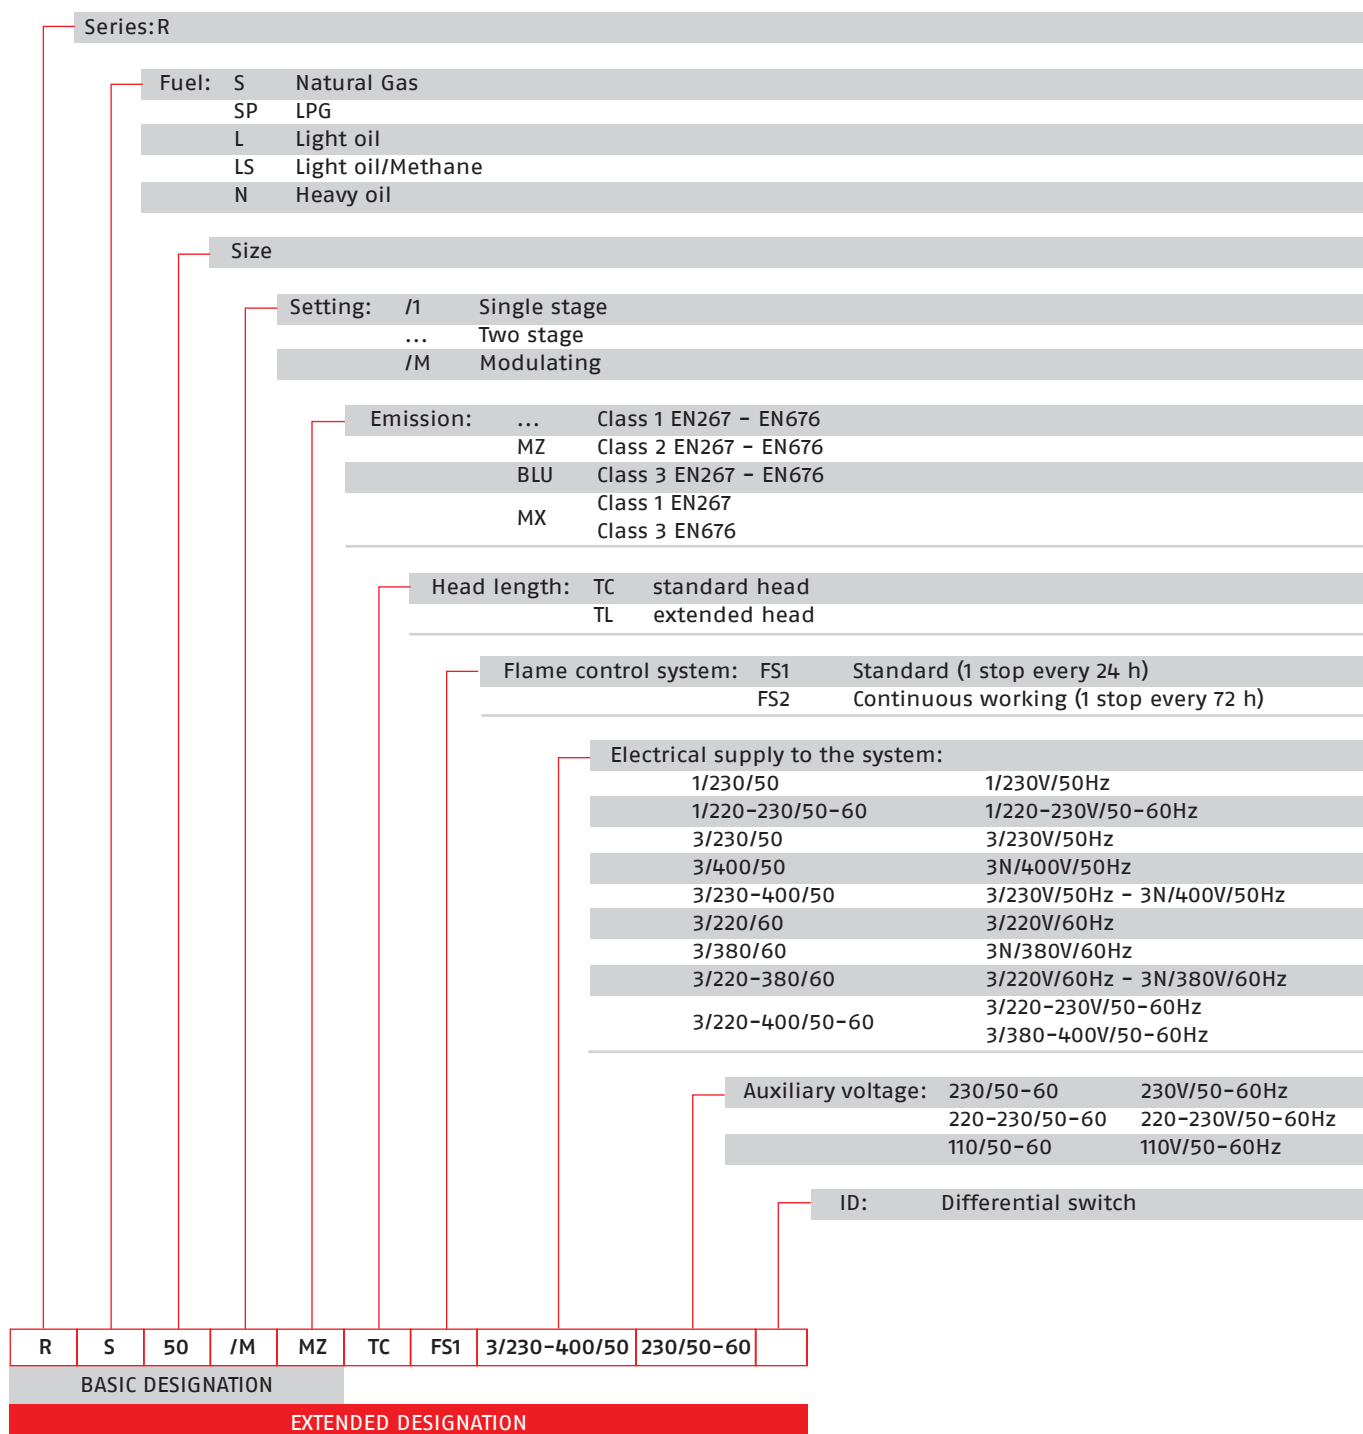 Series: R
Fuel: S Natural Gas
SP LPG
L Light oil
LS Light oil/Methane
N Heavy oil
Size
Setting: /1 Single stage
... Two stage
/M Modulating
Emission: ... Class 1 EN267 - EN676
MZ Class 2 EN267 - EN676
BLU Class 3 EN267 - EN676
MX Class 1 EN267
Class 3 EN676
Head length: TC standard head
TL extended head
Flame control system: FS1 Standard (1 stop every 24 h)
FS2 Continuous working (1 stop every 72 h)
Electrical supply to the system:
1/230/50 1/230V/50Hz
1/220-230/50-60 1/220-230V/50-60Hz
3/230/50 3/230V/50Hz
3/400/50 3N/400V/50Hz
3/230-400/50 3/230V/50Hz - 3N/400V/50Hz
3/220/60 3/220V/60Hz
3/380/60 3N/380V/60Hz
3/220-380/60 3/220V/60Hz - 3N/380V/60Hz
3/220-400/50-60 3/220-230V/50-60Hz
3/380-400V/50-60Hz
Auxiliary voltage: 230/50-60 230V/50-60Hz
220-230/50-60 220-230V/50-60Hz
110/50-60 110V/50-60Hz
ID: Differential switch
R S 50 /M MZ TC FS1 3/230-400/50 230/50-60
BASIC DESIGNATION
EXTENDED DESIGNATION